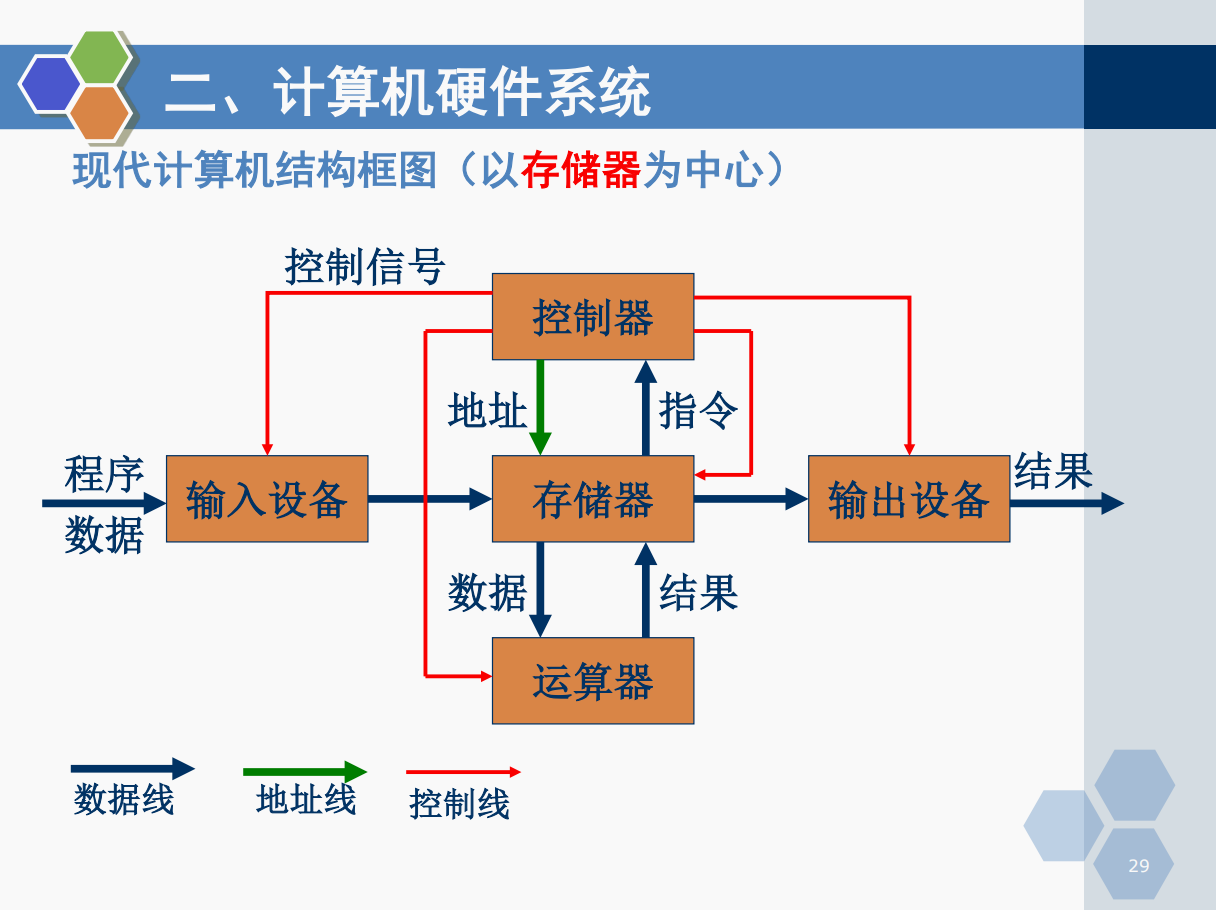 二、计算机硬件系统
现代计算机结构框图（以存储器为中心）
控制信号
控制器
地址
指令
程序
数据
输入设备
存储器
输出设备
结果
数据
结果
运算器
数据线
地址线
控制线
29